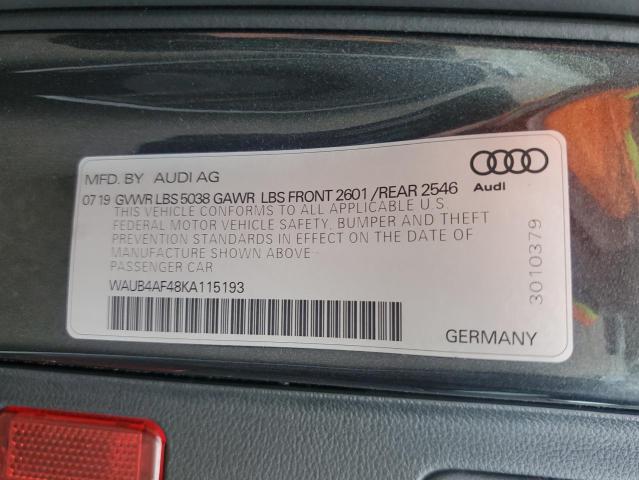 MFD. BY AUDI AG
Audi
07 19 GVWR LBS 5038 GAWR LBS FRONT 2601 /REAR 2546
THIS VEHICLE CONFORMS TO ALL APPLICABLE U.S.
FEDERAL MOTOR VEHICLE SAFETY, BUMPER AND THEFT
PREVENTION STANDARDS IN EFFECT ON THE DATE OF
MANUFACTURE SHOWN ABOVE
PASSENGER CAR
WAUB4AF48KA115193
3010379
GERMANY